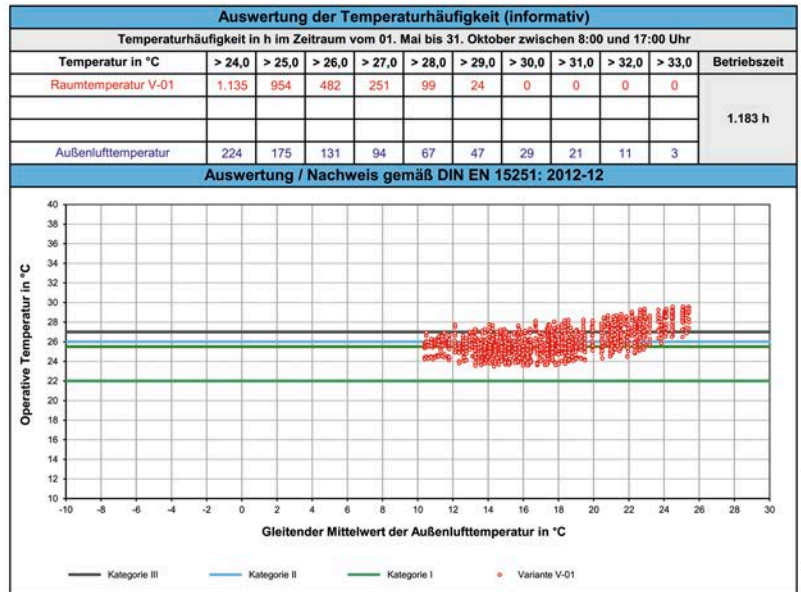 Auswertung der Temperaturhäufigkeit (informativ)
Temperaturhäufigkeit in h im Zeitraum vom 01. Mai bis 31. Oktober zwischen 8:00 und 17:00 Uhr
Temperatur in °C > 24,0 > 25,0 > 26,0 > 27,0 > 28,0 > 29,0 > 30,0 > 31,0 > 32,0 > 33,0 Betriebszeit
Raumtemperatur V-01 1.135 954 482 251 99 24 0 0 0 0
1.183 h
Außenlufttemperatur 224 175 131 94 67 47 29 21 11 3
Auswertung / Nachweis gemäß DIN EN 15251: 2012-12
Operative Temperatur in °C
40
38
36
34
32
30
28
26
24
22
20
18
16
14
12
10
-10 -8 -6 -4 -2 0 2 4 6 8 10 12 14 16 18 20 22 24 26 28 30
Gleitender Mittelwert der Außenlufttemperatur in °C
Kategorie III Kategorie II Kategorie I Variante V-01